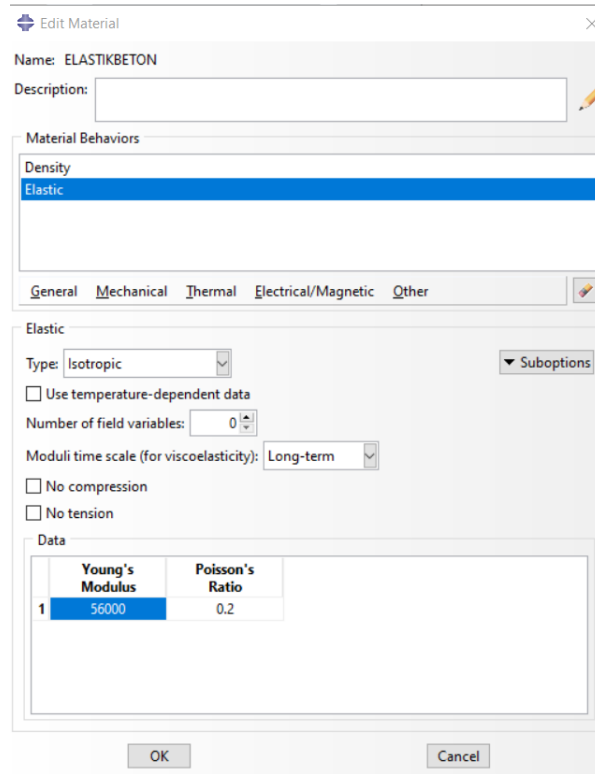 Edit Material
Name: ELASTIKBETON
Description:
Material Behaviors
Density
Elastic
General Mechanical Thermal Electrical/Magnetic Other
Elastic
Type: Isotropic
Suboptions
Use temperature-dependent data
Number of field variables: 0
Moduli time scale (for viscoelasticity): Long-term
No compression
No tension
Data
Young's Modulus Poisson's Ratio
1 56000 0.2
OK Cancel